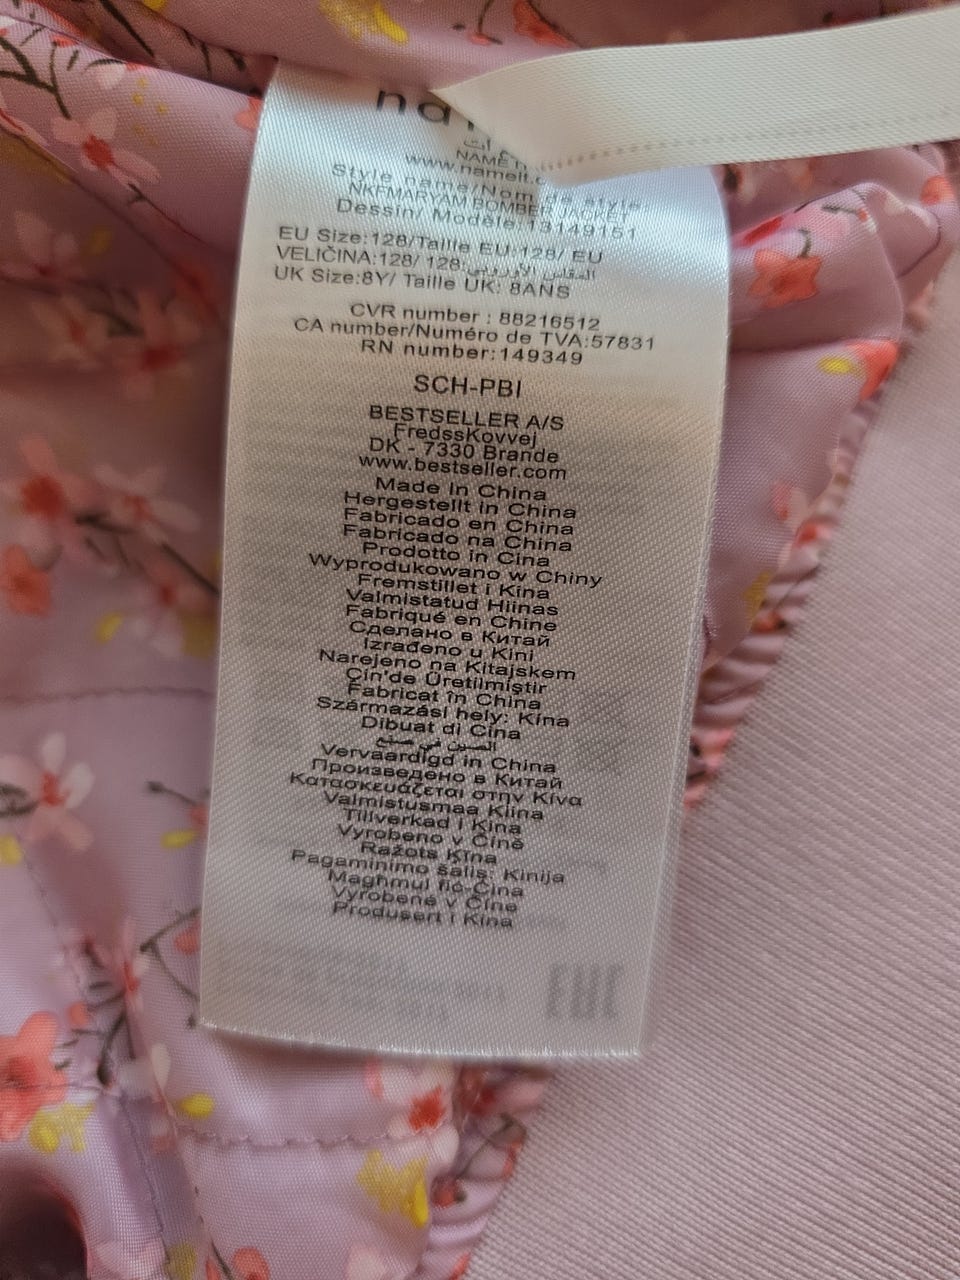 www.nameit.
Style name/Nom de style
NKFMARYAM BOMBER JACKET
Dessin/ Modèle:13149151
EU Size:128/Taille EU:128/ EU
VELIČINA:128/ 128:المقاس الأوروبي
UK Size:8Y/ Taille UK: 8ANS
CVR number : 88216512
CA number/Numéro de TVA:57831
RN number:149349
SCH-PBI
BESTSELLER A/S
FredssKovvej
DK - 7330 Brande
www.bestseller.com
Made in China
Hergestellt in China
Fabricado en China
Fabricado na China
Prodotto in Cina
Wyprodukowano w Chiny
Fremstillet i Kina
Valmistatud Hiinas
Fabriqué en Chine
Сделано в Китай
Izrađeno u Kini
Narejeno na Kitajskem
Çin'de Üretilmiştir
Fabricat în China
Származási hely: Kína
Dibuat di Cina
الصين في صنع
Vervaardigd in China
Произведено в Китай
Κατασκευάζεται στην Κίνα
Valmistusmaa Kiina
Tillverkad i Kina
Vyrobeno v Číně
Ražots Ķīna
Pagaminimo šalis: Kinija
Magħmul fiċ-Ċina
Vyrobené v Číne
Produsert i Kina